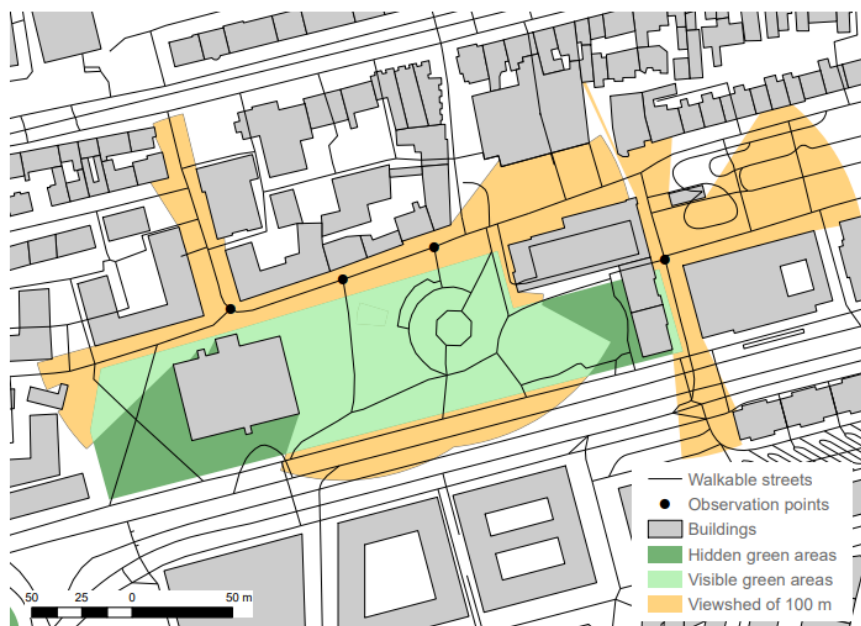 Walkable streets
Observation points
Buildings
Hidden green areas
Visible green areas
Viewshed of 100 m
50 25 0 50 m